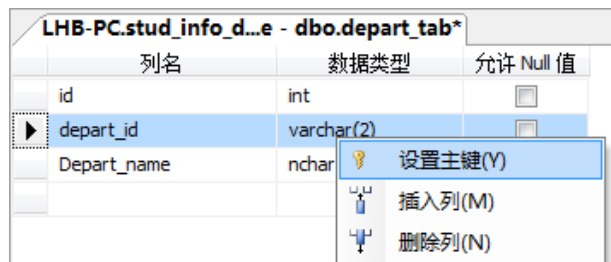 LHB-PC.stud_info_d...e - dbo.depart_tab*
列名 数据类型 允许 Null 值
id int
depart_id varchar(2)
Depart_name nchar
设置主键(Y)
插入列(M)
删除列(N)